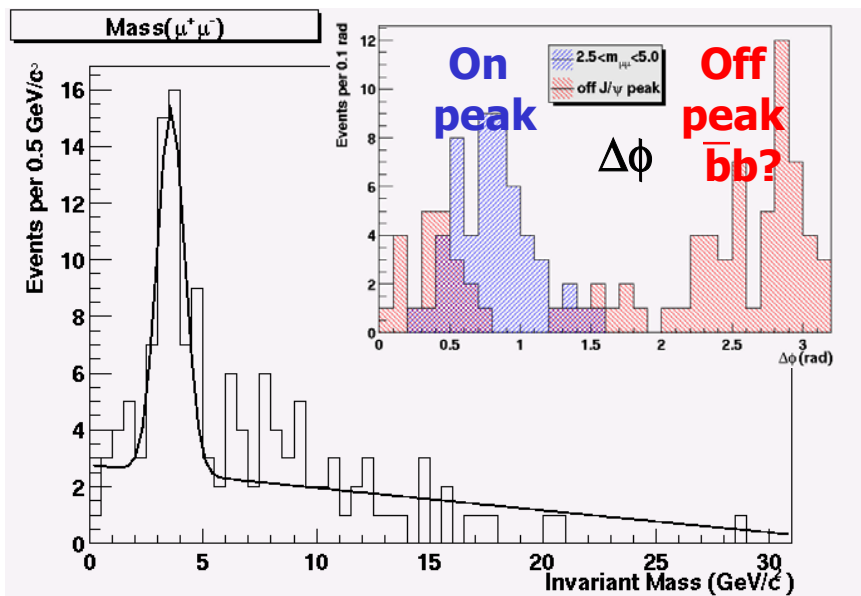 Mass(μ⁺μ⁻)
Events per 0.5 GeV/c²
16
14
12
10
8
6
4
2
0
0 5 10 15 20 25 30
Invariant Mass (GeV/c²)
Events per 0.1 rad
12
10
8
6
4
2
0
0 0.5 1 1.5 2 2.5 3
Δϕ(rad)
On
peak
2.5<m_μμ<5.0
off J/ψ peak
Δϕ
Off
peak
b̅b?